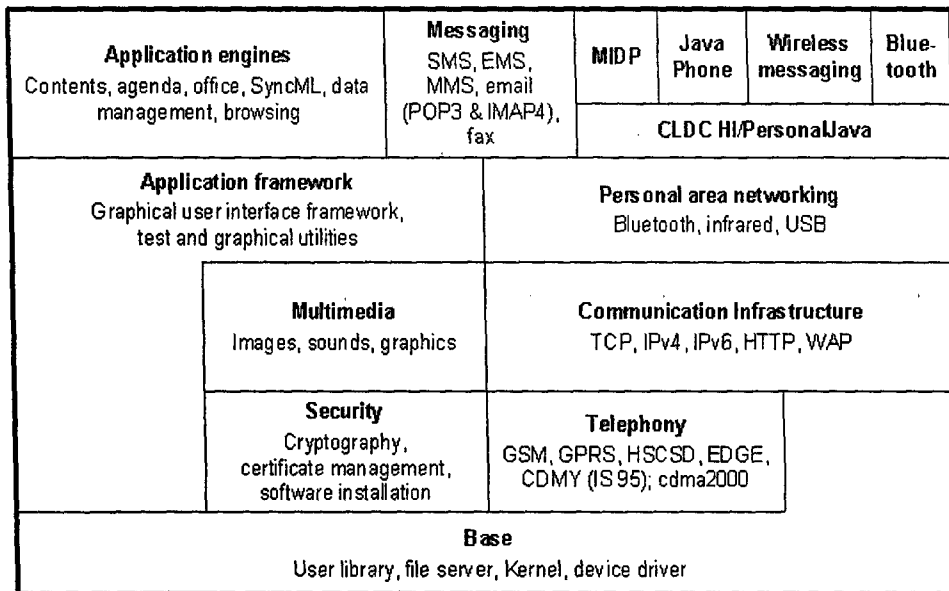 Application engines
Contents, agenda, office, SyncML, data
management, browsing
Messaging
SMS, EMS,
MMS, email
(POP3 & IMAP4),
fax
MIDP
Java
Phone
Wireless
messaging
Blue-
tooth
CLDC HI/PersonalJava
Application framework
Graphical user interface framework,
test and graphical utilities
Personal area networking
Bluetooth, infrared, USB
Multimedia
Images, sounds, graphics
Communication Infrastructure
TCP, IPv4, IPv6, HTTP, WAP
Security
Cryptography,
certificate management,
software installation
Telephony
GSM, GPRS, HSCSD, EDGE,
CDMY (IS 95); cdma2000
Base
User library, file server, Kernel, device driver